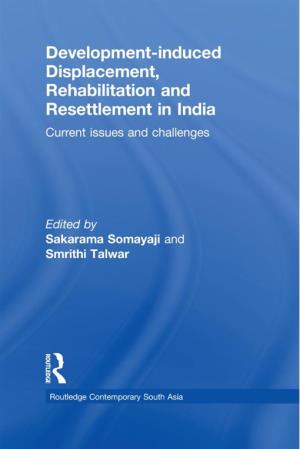 Development-induced
Displacement,
Rehabilitation and
Resettlement in India
Current issues and challenges
Edited by
Sakarama Somayaji and
Smrithi Talwar
ROUTLEDGE
Routledge Contemporary South Asia